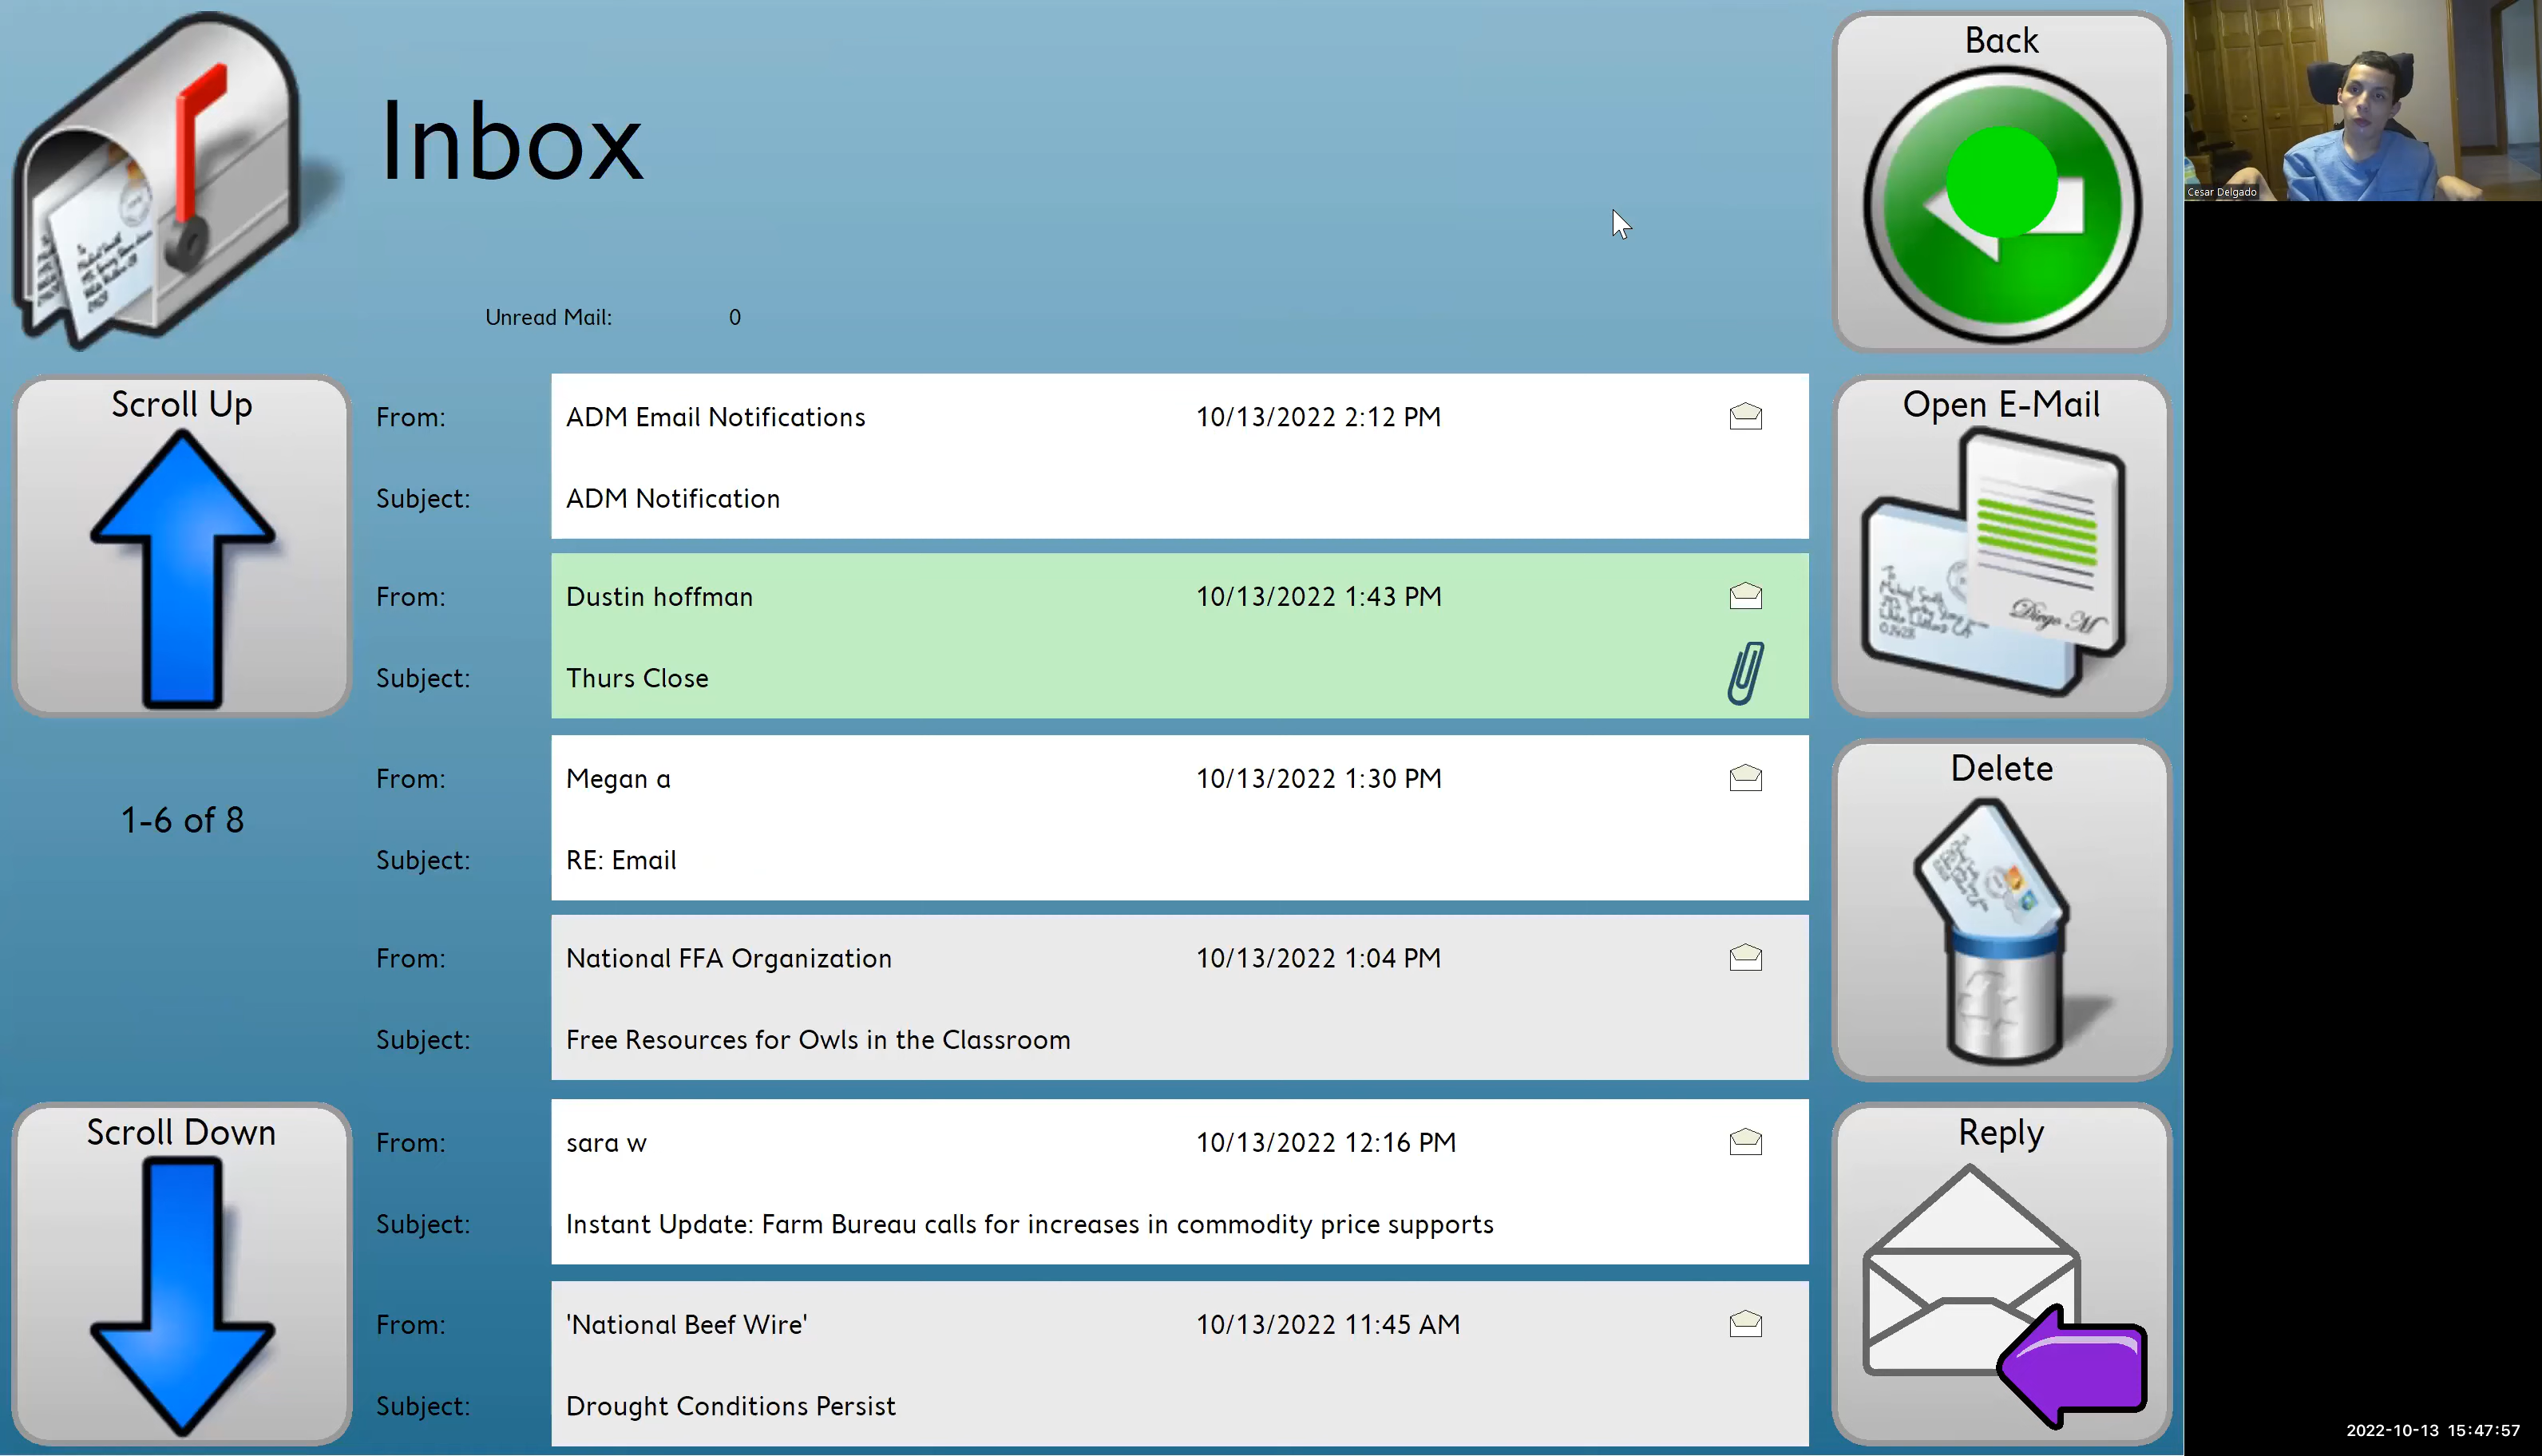 Inbox
Unread Mail: 0
Back
Cesar Delgado
Scroll Up
From: ADM Email Notifications 10/13/2022 2:12 PM
Subject: ADM Notification
Open E-Mail
From: Dustin hoffman 10/13/2022 1:43 PM
Subject: Thurs Close
From: Megan a 10/13/2022 1:30 PM
1-6 of 8
Subject: RE: Email
Delete
From: National FFA Organization 10/13/2022 1:04 PM
Subject: Free Resources for Owls in the Classroom
Scroll Down
From: sara w 10/13/2022 12:16 PM
Subject: Instant Update: Farm Bureau calls for increases in commodity price supports
Reply
From: 'National Beef Wire' 10/13/2022 11:45 AM
Subject: Drought Conditions Persist
2022-10-13 15:47:57